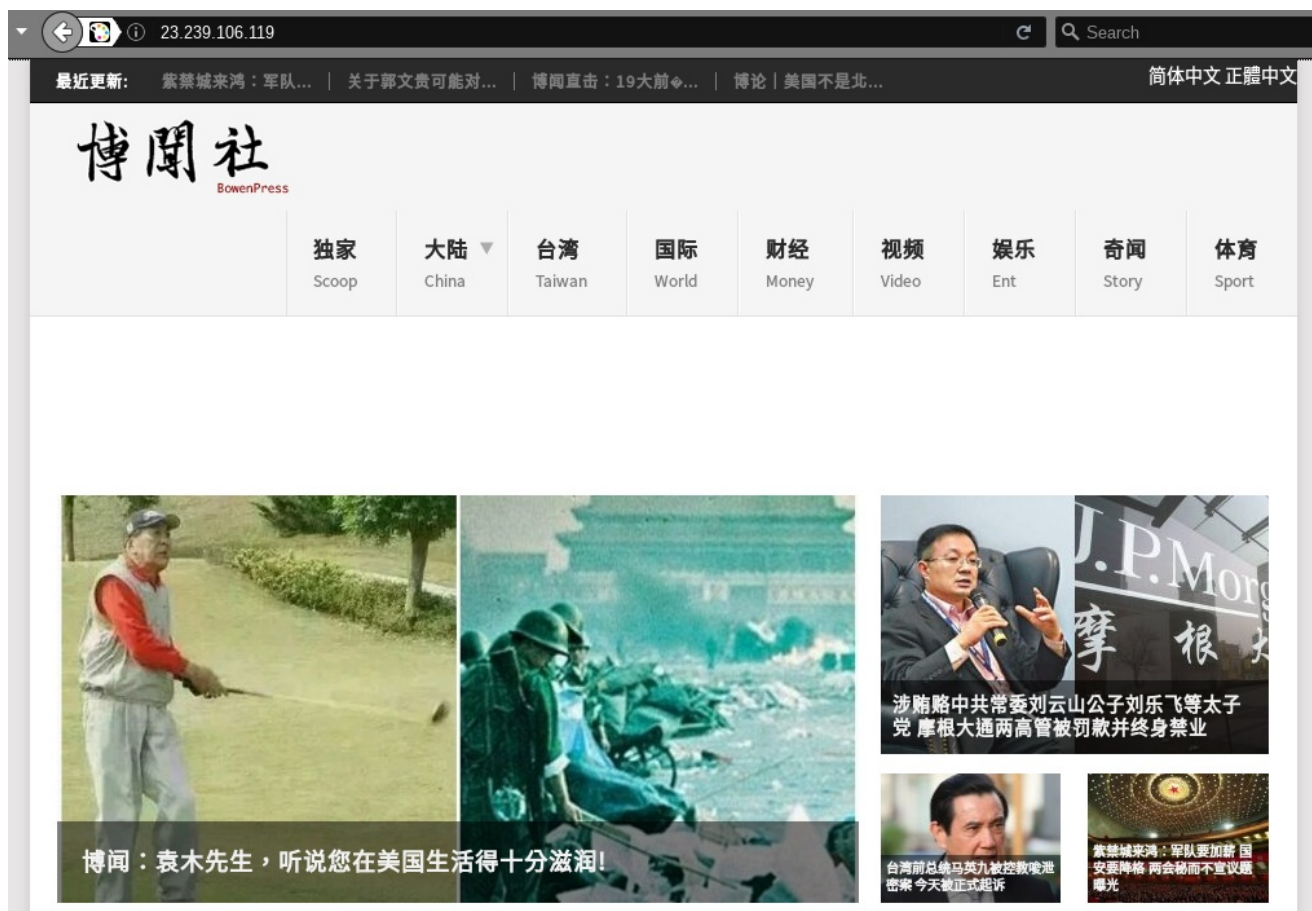 23.239.106.119
Search
最近更新: 紫禁城来鸿：军队... | 关于郭文贵可能对... | 博闻直击：19大前�... | 博论｜美国不是北...
简体中文 正體中文
博聞社
BowenPress
独家 大陆 ▼ 台湾 国际 财经 视频 娱乐 奇闻 体育
Scoop China Taiwan World Money Video Ent Story Sport
J.P.Morg
摩根大
涉贿赂中共常委刘云山公子刘乐飞等太子
党 摩根大通两高管被罚款并终身禁业
博闻：袁木先生，听说您在美国生活得十分滋润!
台湾前总统马英九被控教唆泄
密案 今天被正式起诉
紫禁城来鸿：军队要加薪 国
安要降格 两会秘而不宣议题
曝光